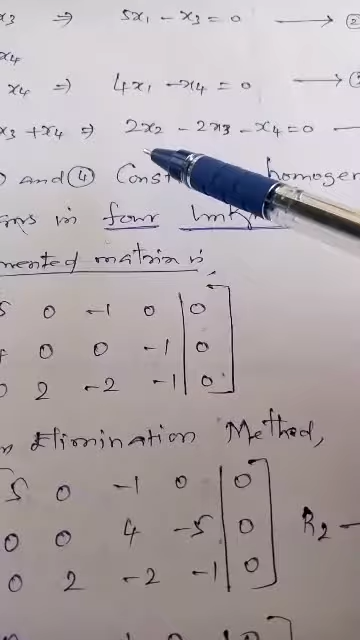 x₃ ⇒ 5x₁ - x₃ = 0 → ②
x₄
x₄ ⇒ 4x₁ - x₄ = 0 →
x₃ + x₄ ⇒ 2x₂ - 2x₃ - x₄ = 0
and ④ homogen
in four
mented matrix is
5 0 -1 0 | 0
0 0 -1 | 0
0 2 -2 -1 | 0
Elimination Method,
5 0 -1 0 | 0
0 0 4 -5 | 0 R₂
0 2 -2 -1 | 0